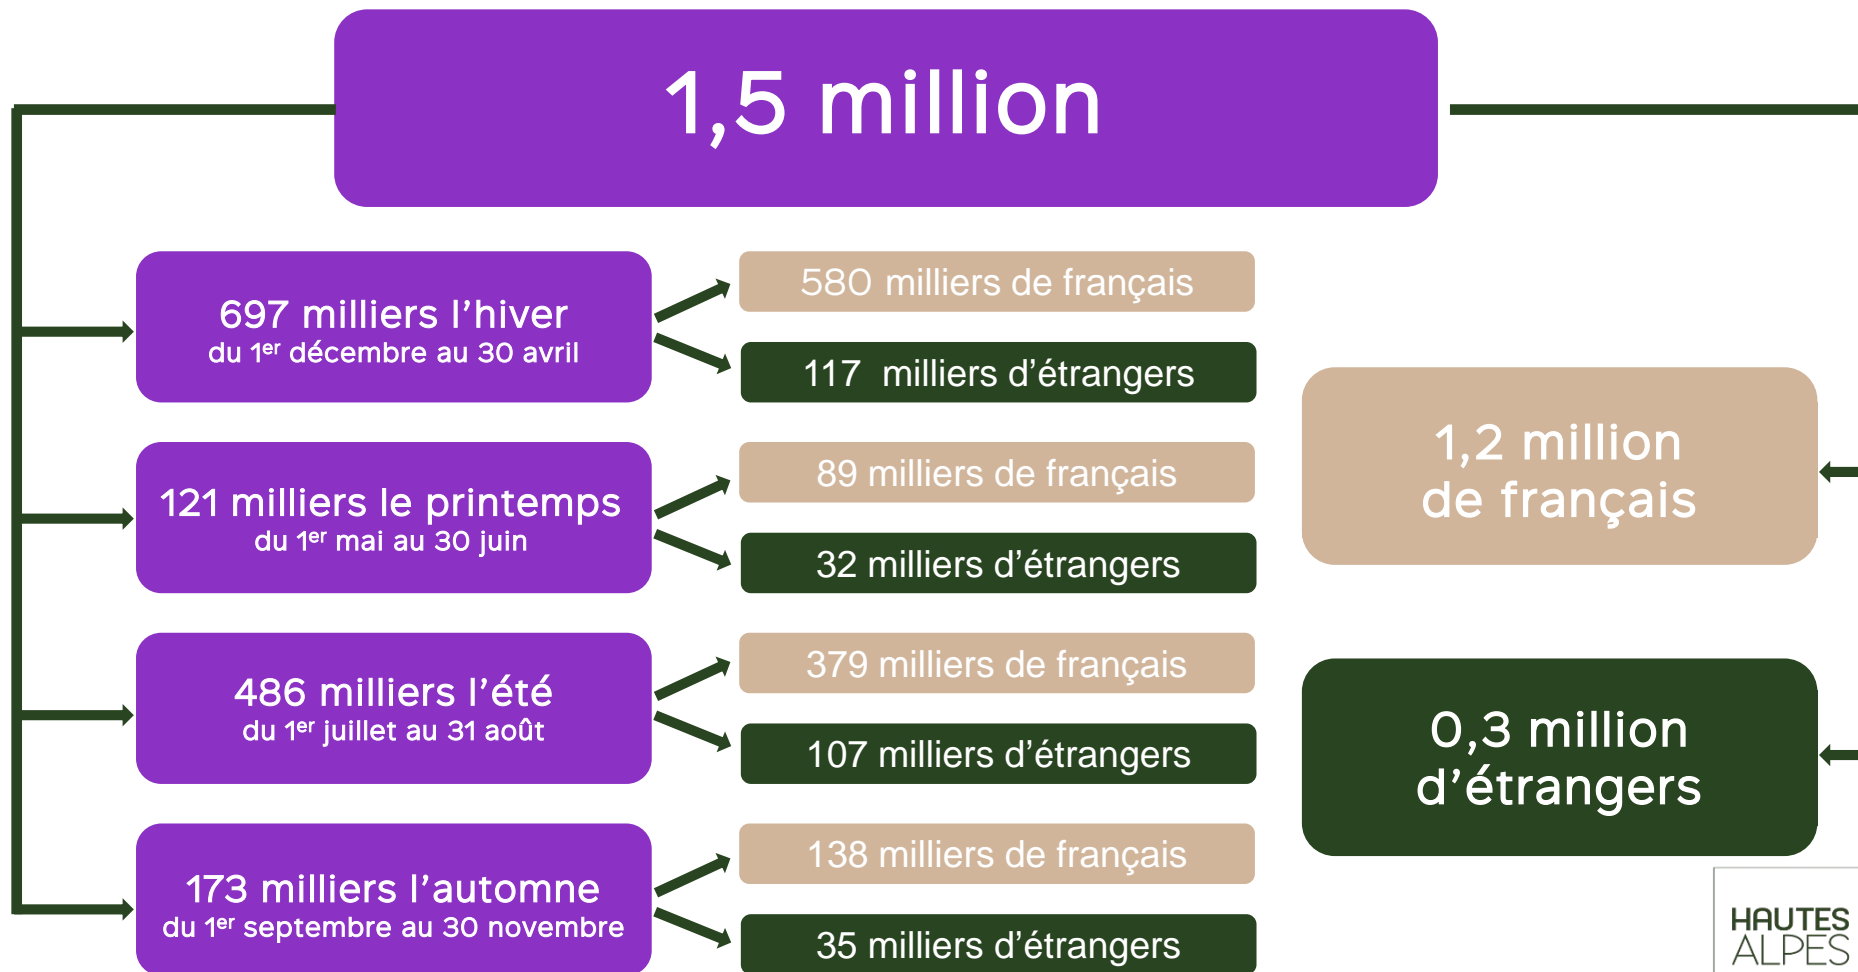 1,5 million
697 milliers l’hiver
du 1er décembre au 30 avril
580 milliers de français
117 milliers d’étrangers
121 milliers le printemps
du 1er mai au 30 juin
89 milliers de français
32 milliers d’étrangers
486 milliers l’été
du 1er juillet au 31 août
379 milliers de français
107 milliers d’étrangers
173 milliers l’automne
du 1er septembre au 30 novembre
138 milliers de français
35 milliers d’étrangers
1,2 million
de français
0,3 million
d’étrangers
HAUTES
ALPES